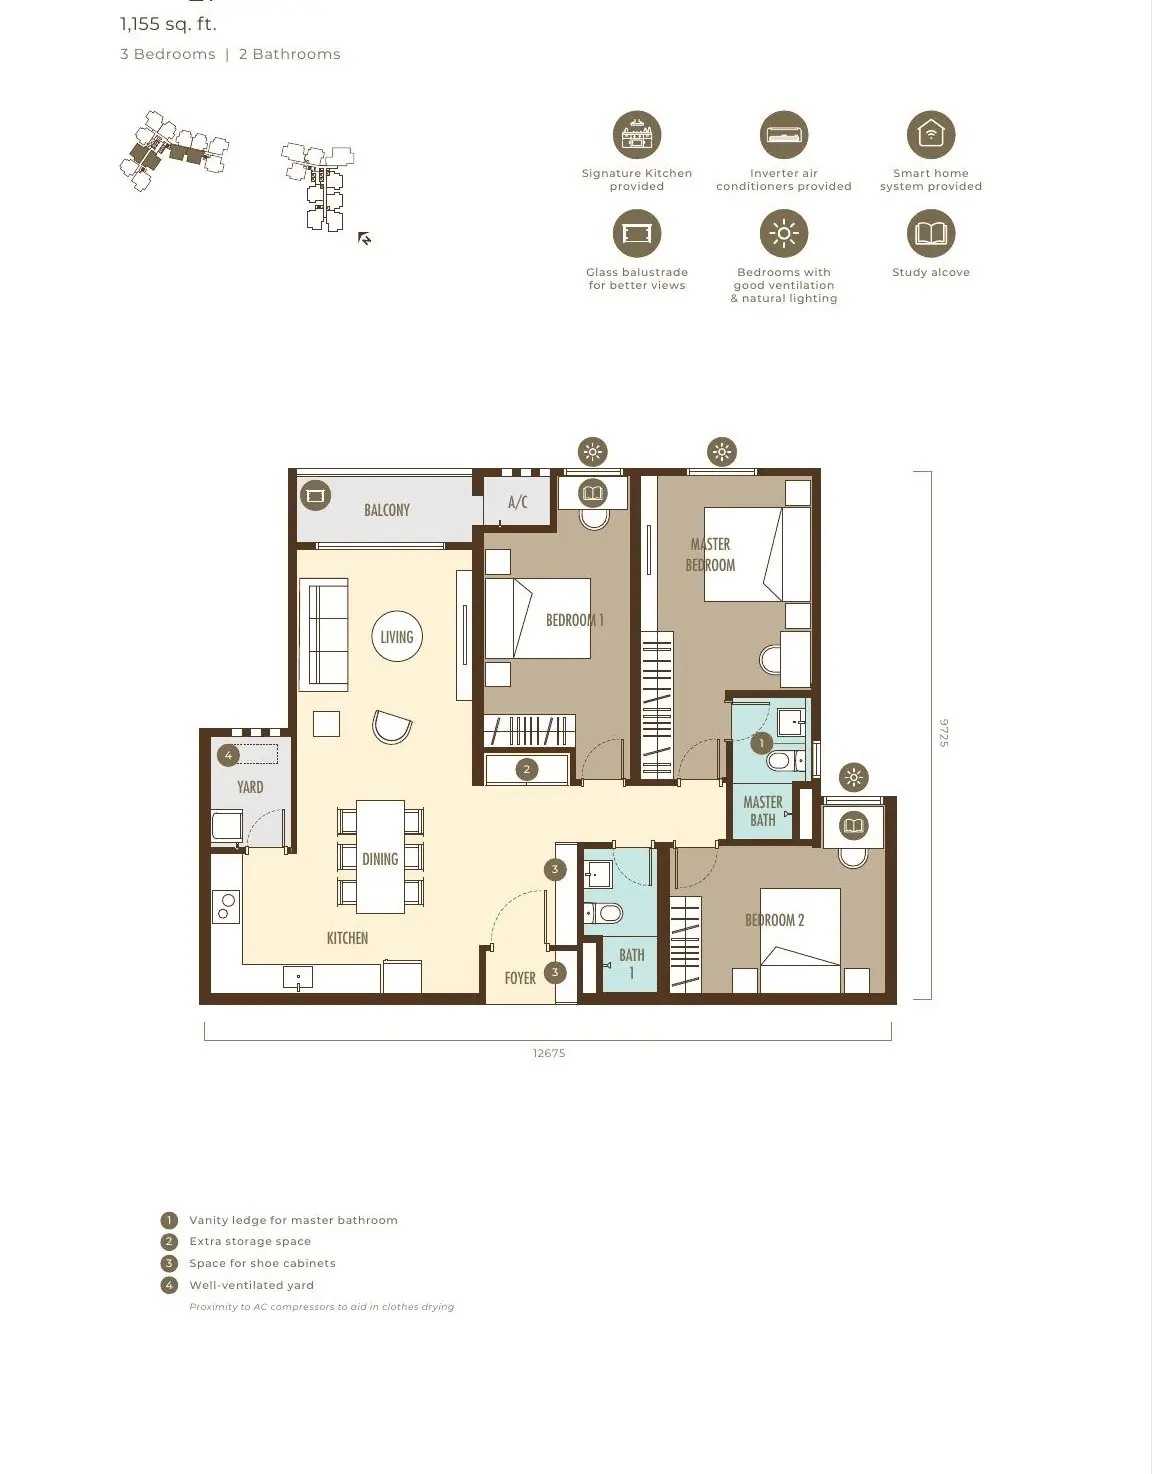 1,155 sq. ft.
3 Bedrooms | 2 Bathrooms
Signature Kitchen
provided
Inverter air
conditioners provided
Smart home
system provided
Glass balustrade
for better views
Bedrooms with
good ventilation
& natural lighting
Study alcove
N
BALCONY
A/C
MASTER
BEDROOM
BEDROOM 1
LIVING
1
4
2
YARD
MASTER
BATH
DINING
3
KITCHEN
BEDROOM 2
BATH
1
FOYER
3
9725
12675
1 Vanity ledge for master bathroom
2 Extra storage space
3 Space for shoe cabinets
4 Well-ventilated yard
Proximity to AC compressors to aid in clothes drying